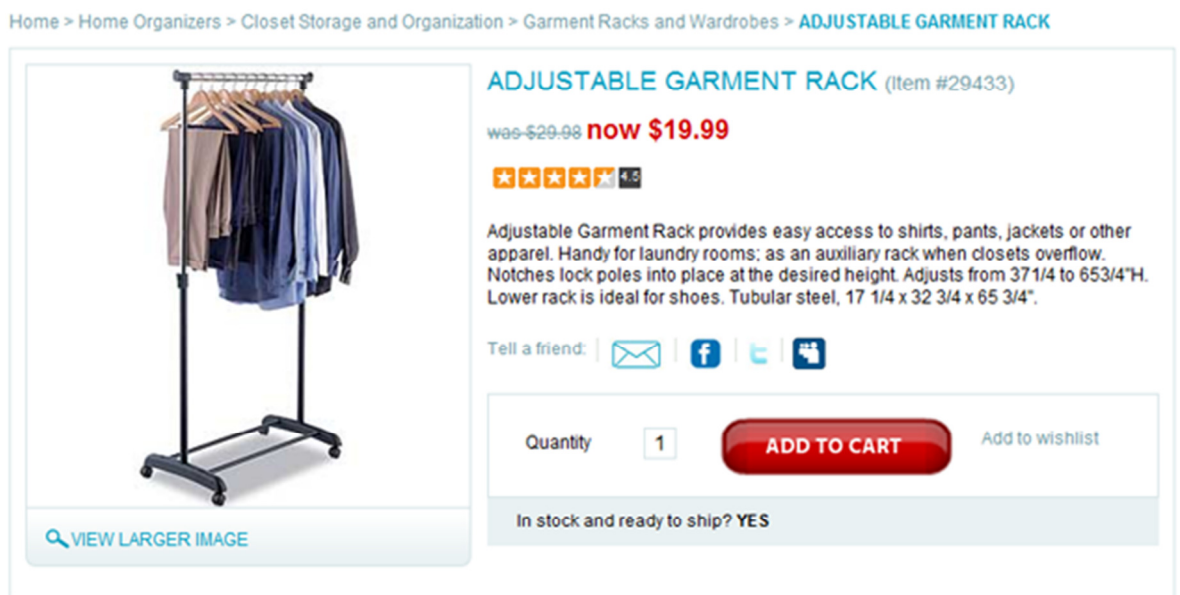 Home > Home Organizers > Closet Storage and Organization > Garment Racks and Wardrobes > ADJUSTABLE GARMENT RACK
ADJUSTABLE GARMENT RACK (Item #29433)
was $29.98 now $19.99
4.5
Adjustable Garment Rack provides easy access to shirts, pants, jackets or other
apparel. Handy for laundry rooms; as an auxiliary rack when closets overflow.
Notches lock poles into place at the desired height. Adjusts from 371/4 to 653/4"H.
Lower rack is ideal for shoes. Tubular steel, 17 1/4 x 32 3/4 x 65 3/4".
Tell a friend:
Quantity 1 ADD TO CART Add to wishlist
In stock and ready to ship? YES
VIEW LARGER IMAGE